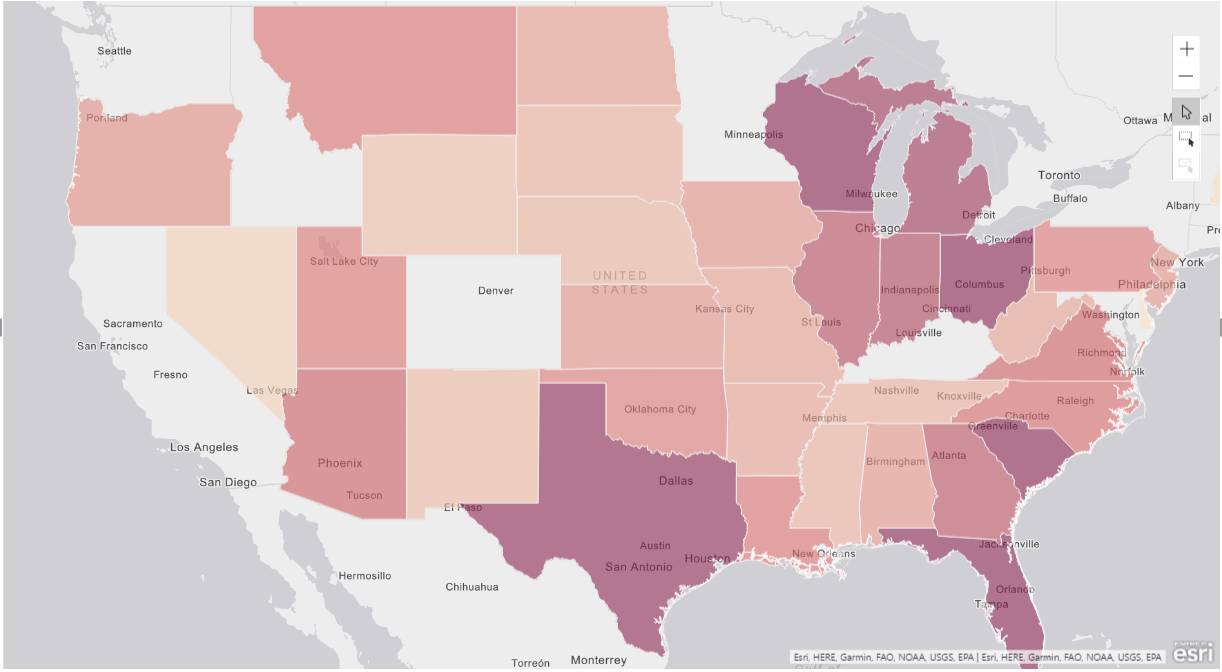 Seattle
Portland
Minneapolis
Ottawa
Toronto
Buffalo
Albany
Milwaukee
Detroit
Chicago
Cleveland
New York
Salt Lake City
UNITED
STATES
Pittsburgh
Denver
Indianapolis
Columbus
Philadelphia
Kansas City
Cincinnati
Washington
Sacramento
St Louis
Louisville
San Francisco
Richmond
Fresno
Norfolk
Las Vegas
Nashville
Knoxville
Raleigh
Oklahoma City
Memphis
Charlotte
Greenville
Los Angeles
Phoenix
Birmingham
Atlanta
San Diego
Tucson
Dallas
El Paso
Austin
Houston
New Orleans
Jacksonville
San Antonio
Hermosillo
Chihuahua
Orlando
Tampa
Torreón
Monterrey
Esri, HERE, Garmin, FAO, NOAA, USGS, EPA | Esri, HERE, Garmin, FAO, NOAA, USGS, EPA
esri